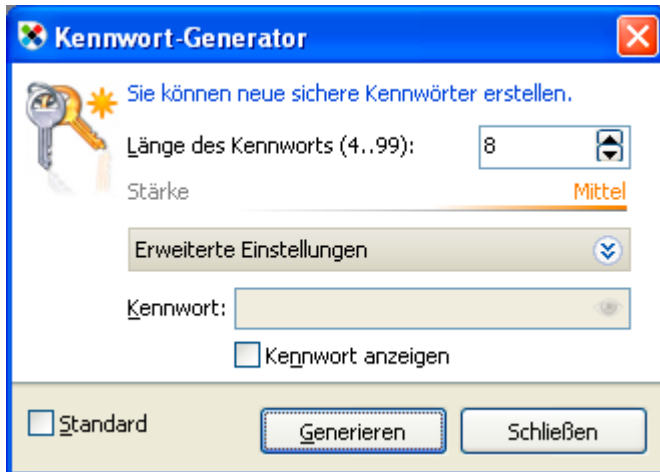 Kennwort-Generator
Sie können neue sichere Kennwörter erstellen.
Länge des Kennworts (4..99): 8
Stärke Mittel
Erweiterte Einstellungen
Kennwort:
Kennwort anzeigen
Standard Generieren Schließen